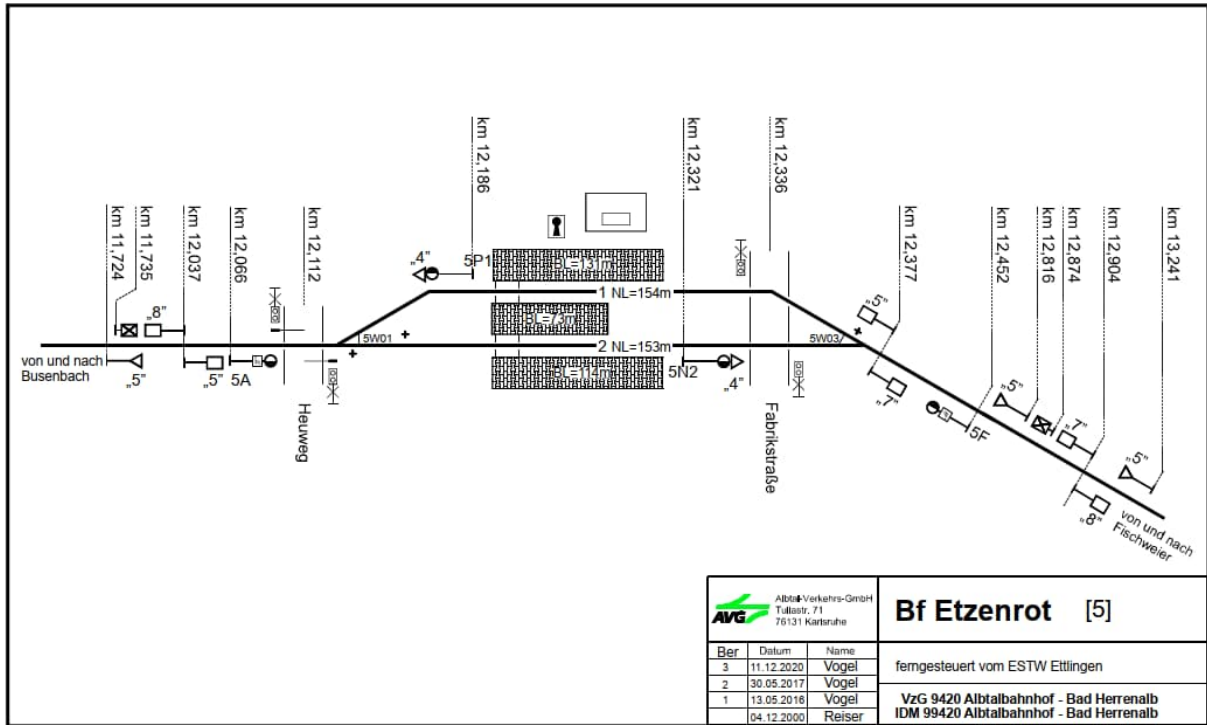 km 11,724
km 11,735
km 12,037
km 12,066
km 12,112
km 12,186
km 12,321
km 12,336
km 12,377
km 12,452
km 12,816
km 12,874
km 12,904
km 13,241
„4”
5P1
BL=131m
1 NL=154m
„8”
„5”
BL=73m
5W01
2 NL=153m
5W03
von und nach
Busenbach
„5”
„5”
5A
BL=114m
5N2
„4”
„7”
5F
„5”
„7”
„5”
„8”
von und nach
Fischweier
Heuweg
Fabrikstraße
AVG
Albtal-Verkehrs-GmbH
Tullastr. 71
76131 Karlsruhe
Bf Etzenrot [5]
Ber Datum Name
3 11.12.2020 Vogel
2 30.05.2017 Vogel
1 13.05.2016 Vogel
04.12.2000 Reiser
ferngesteuert vom ESTW Ettlingen
VzG 9420 Albtalbahnhof - Bad Herrenalb
IDM 99420 Albtalbahnhof - Bad Herrenalb